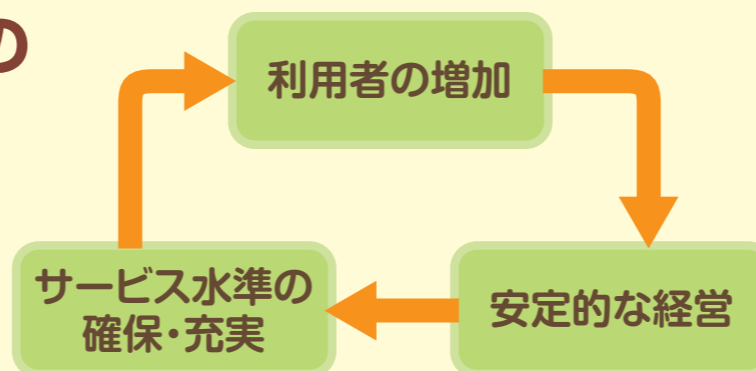 の
利用者の増加
サービス水準の
確保・充実
安定的な経営